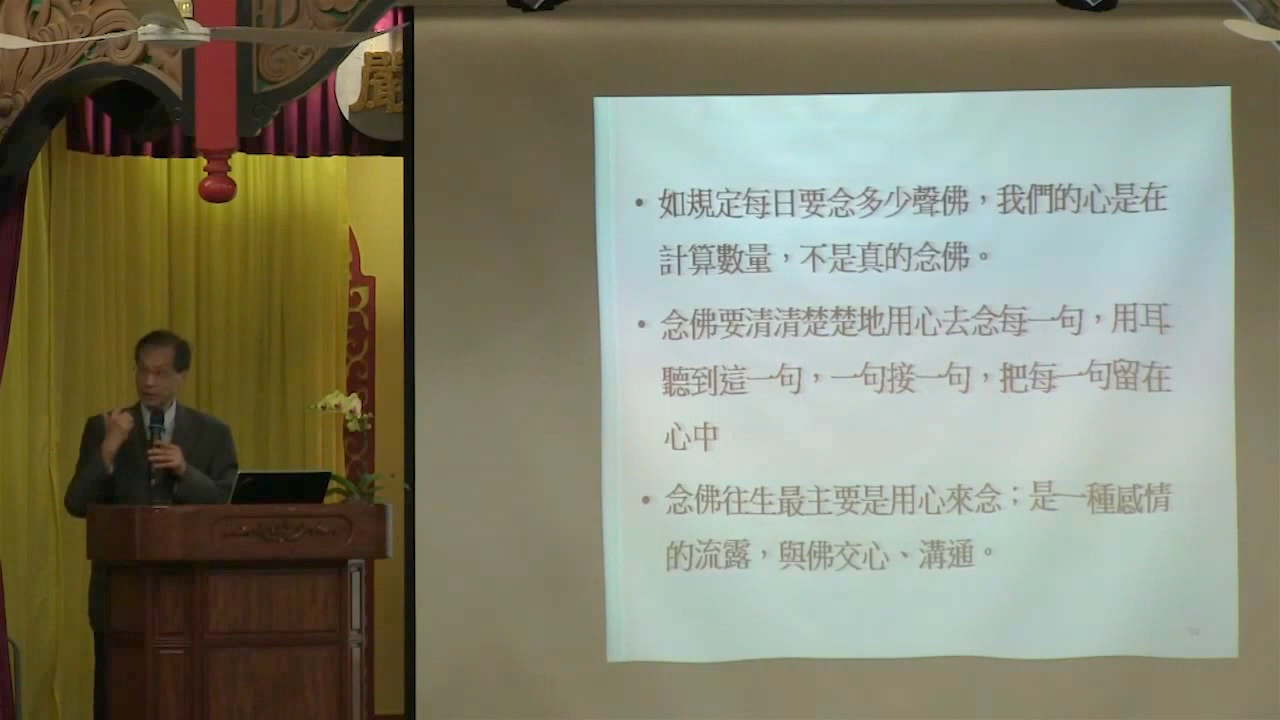 嚴
• 如規定每日要念多少聲佛，我們的心是在
計算數量，不是真的念佛。
• 念佛要清清楚楚地用心去念每一句，用耳
聽到這一句，一句接一句，把每一句留在
心中
• 念佛往生最主要是用心來念；是一種感情
的流露，與佛交心、溝通。